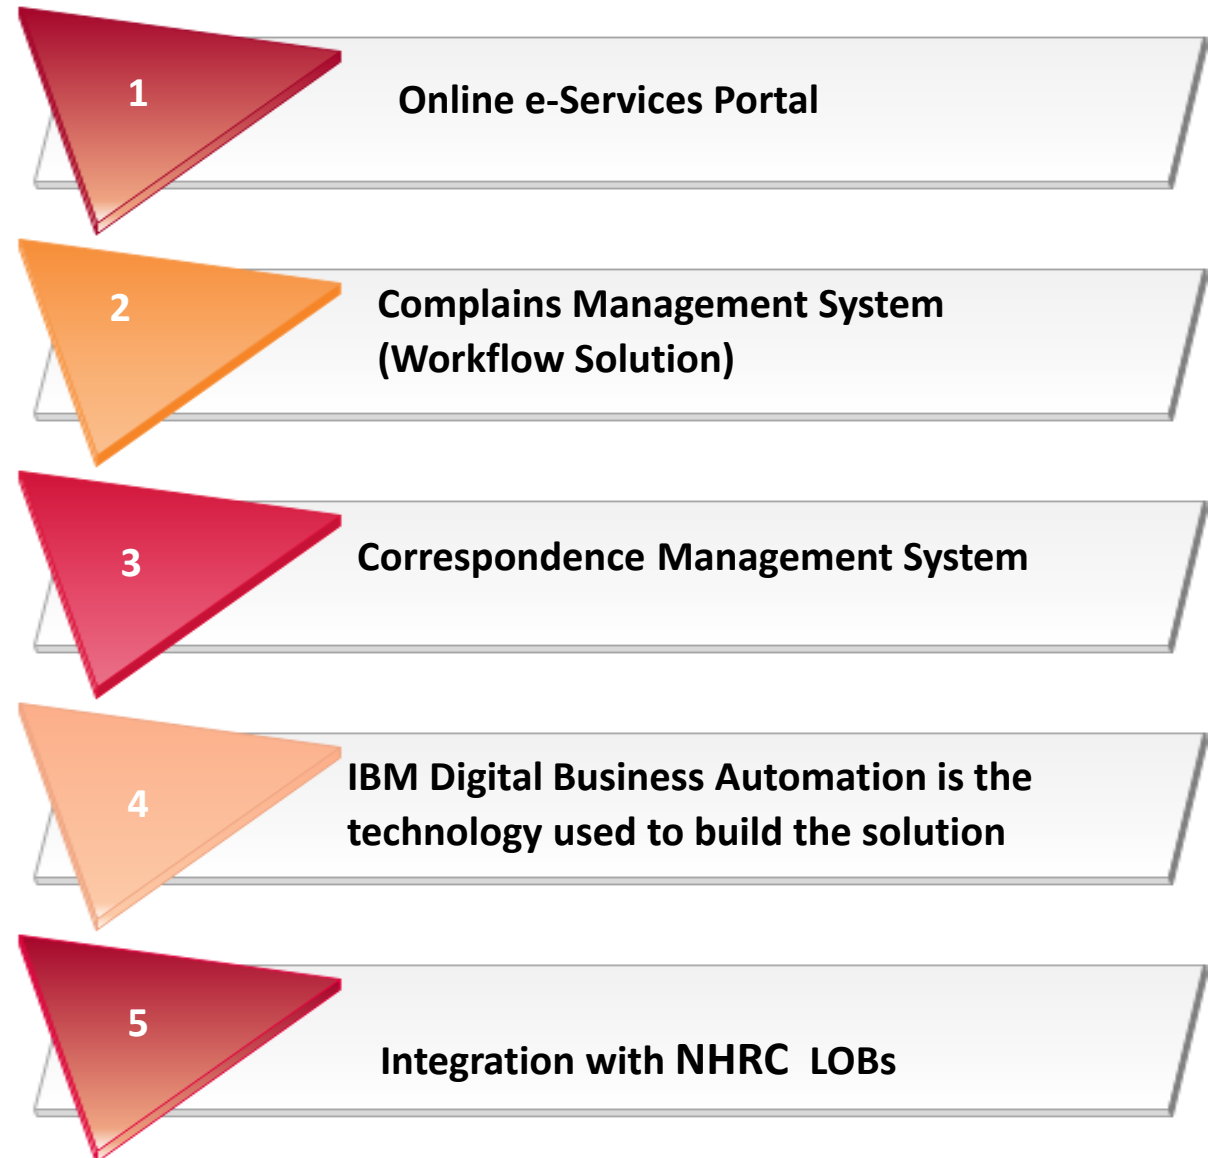 1
Online e-Services Portal
2
Complains Management System
(Workflow Solution)
3
Correspondence Management System
4
IBM Digital Business Automation is the
technology used to build the solution
5
Integration with NHRC  LOBs